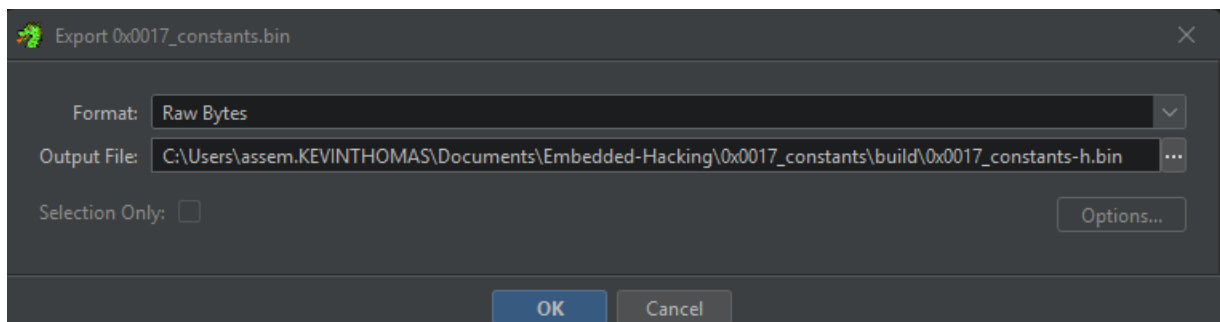 Export 0x0017_constants.bin
Format: Raw Bytes
Output File: C:\Users\assem.KEVINTHOMAS\Documents\Embedded-Hacking\0x0017_constants\build\0x0017_constants-h.bin ...
Selection Only: Options...
OK Cancel